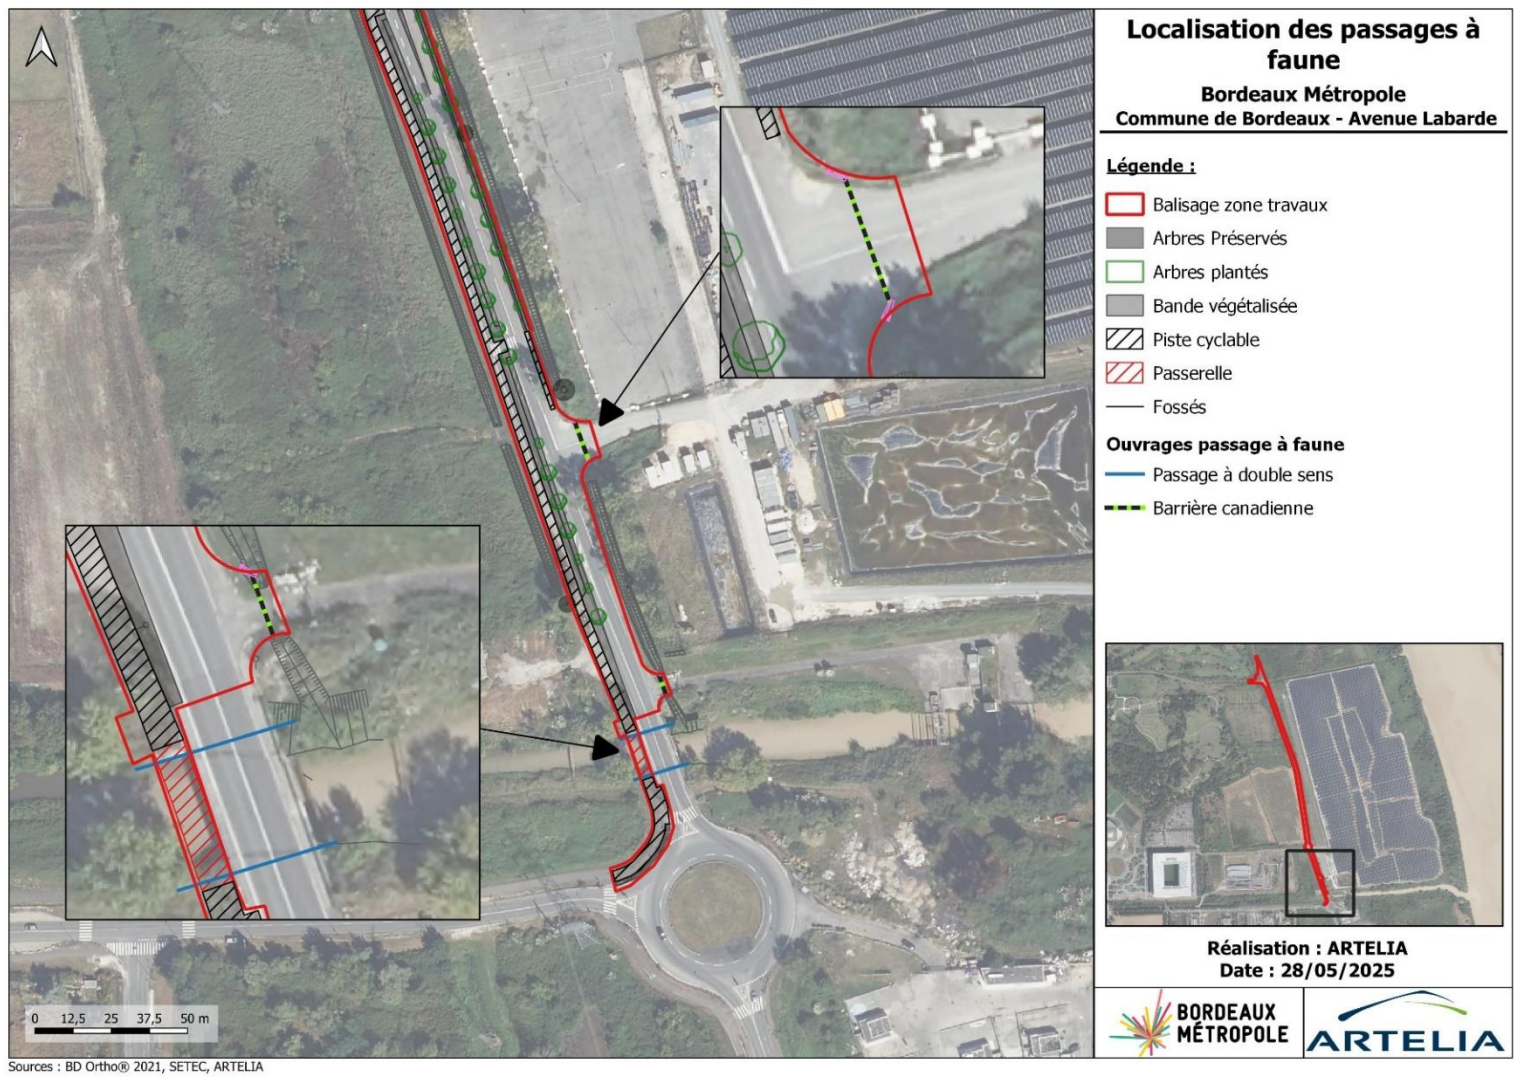 Localisation des passages à
faune
Bordeaux Métropole
Commune de Bordeaux - Avenue Labarde
Légende :
Balisage zone travaux
Arbres Préservés
Arbres plantés
Bande végétalisée
Piste cyclable
Passerelle
Fossés
Ouvrages passage à faune
Passage à double sens
Barrière canadienne
Réalisation : ARTELIA
Date : 28/05/2025
BORDEAUX
MÉTROPOLE
ARTELIA
0 12,5 25 37,5 50 m
Sources : BD Ortho® 2021, SETEC, ARTELIA